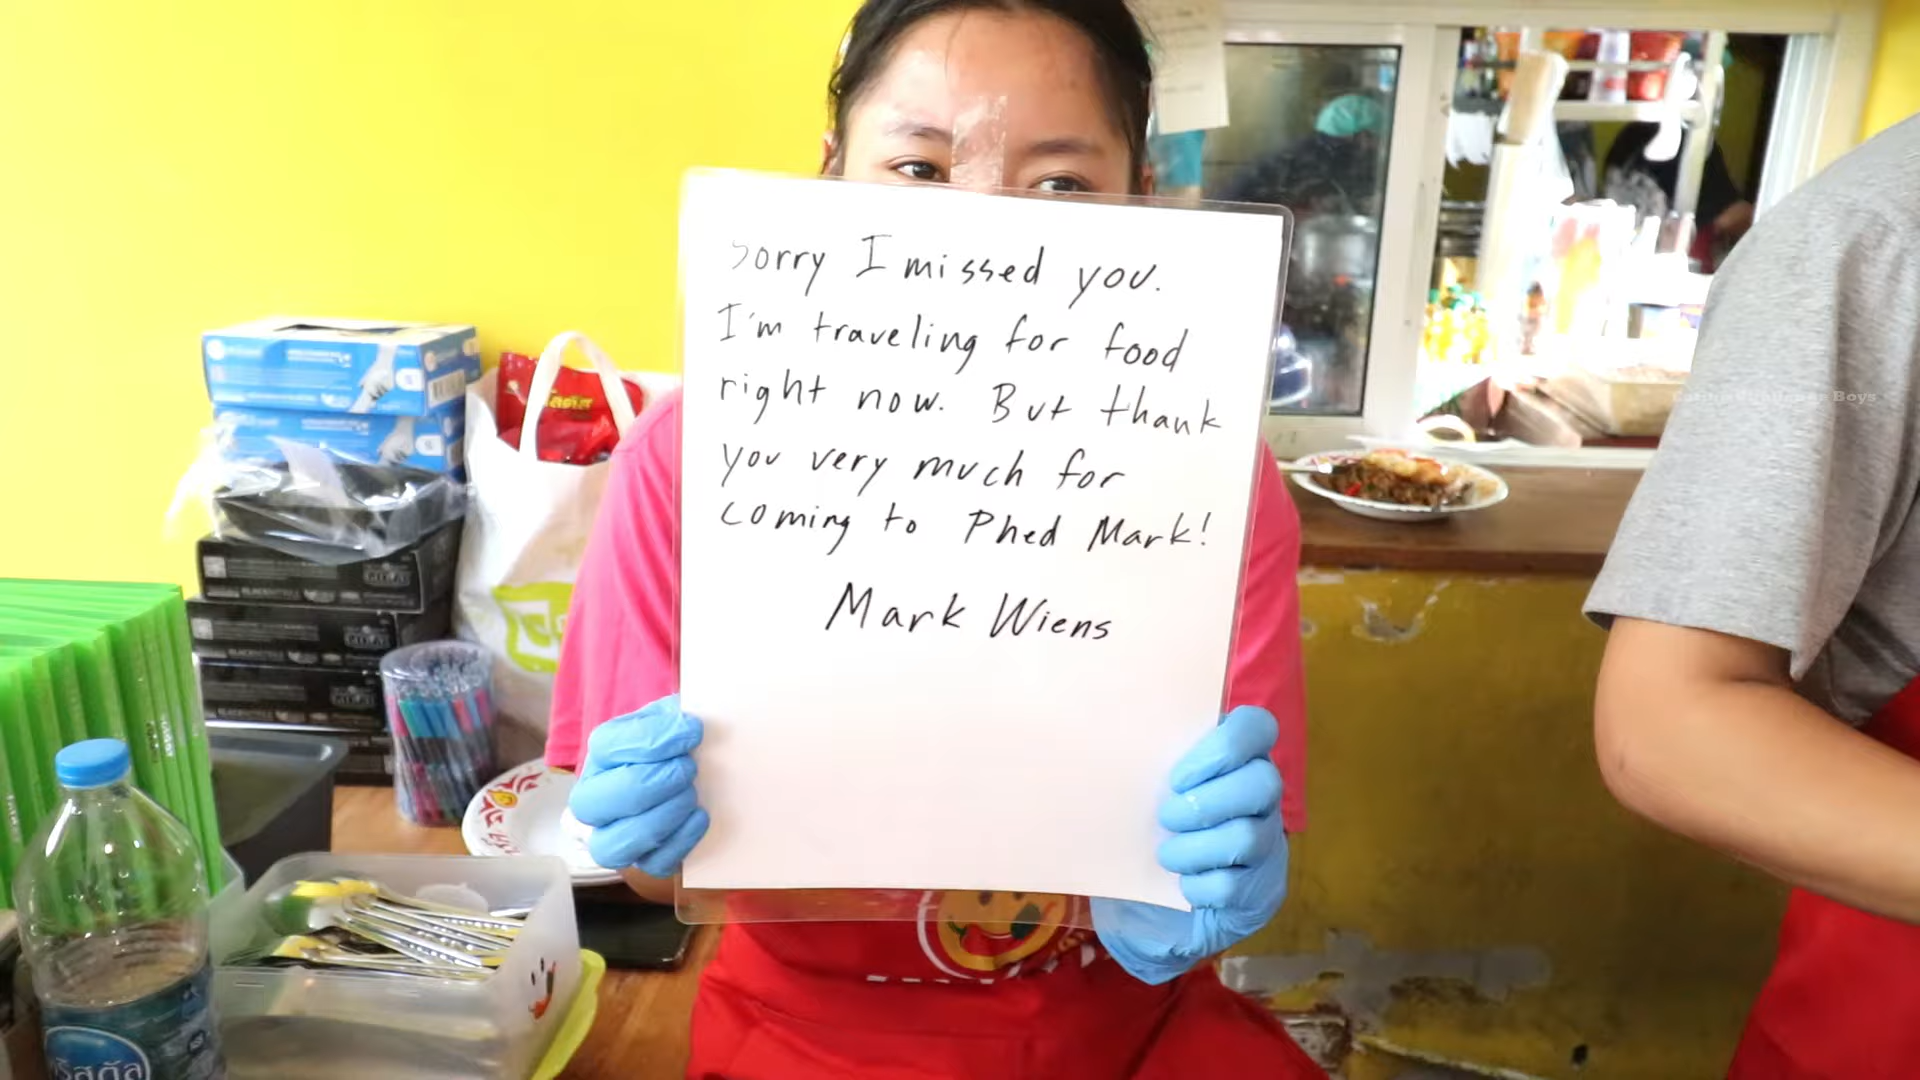 Sorry I missed you.
I'm traveling for food
right now. But thank
you very much for
coming to Phed Mark!
Mark Wiens